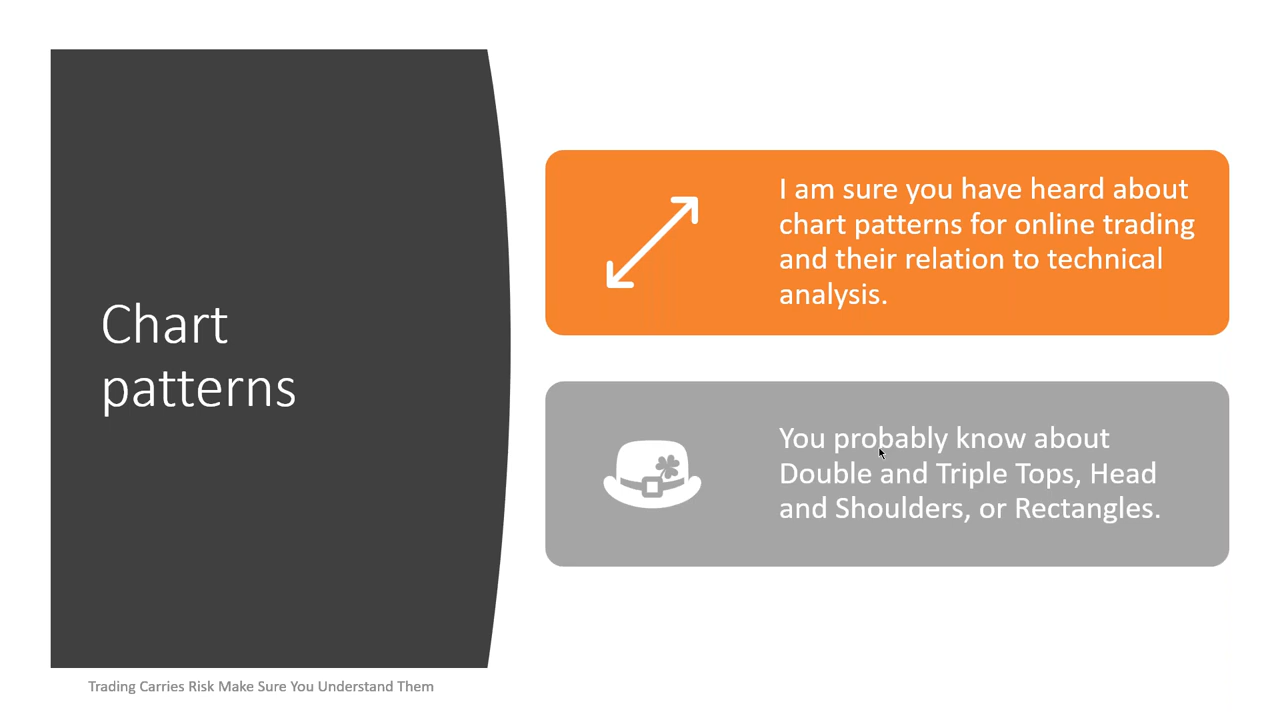 Chart
patterns
I am sure you have heard about
chart patterns for online trading
and their relation to technical
analysis.
You probably know about
Double and Triple Tops, Head
and Shoulders, or Rectangles.
Trading Carries Risk Make Sure You Understand Them